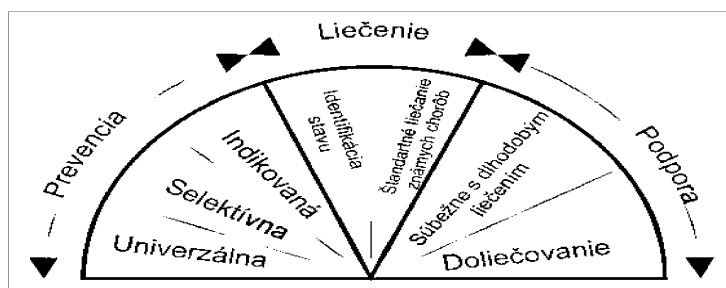 Liečenie
Prevencia
Podpora
Univerzálna
Selektívna
Indikovaná
Identifikácia
stavu
Štandartné liečanie
známych chorôb
Súbežne s dlhodobým
liečením
Doliečovanie